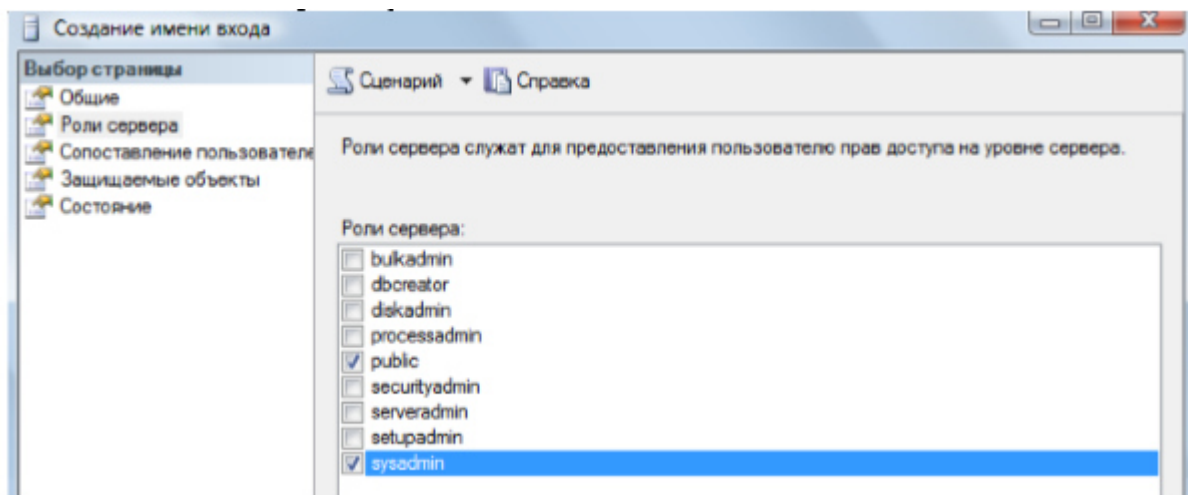 Создание имени входа
Выбор страницы
Общие
Роли сервера
Сопоставление пользователе
Защищаемые объекты
Состояние
Сценарий Справка
Роли сервера служат для предоставления пользователю прав доступа на уровне сервера.
Роли сервера:
bulkadmin
dbcreator
diskadmin
processadmin
public
securityadmin
serveradmin
setupadmin
sysadmin